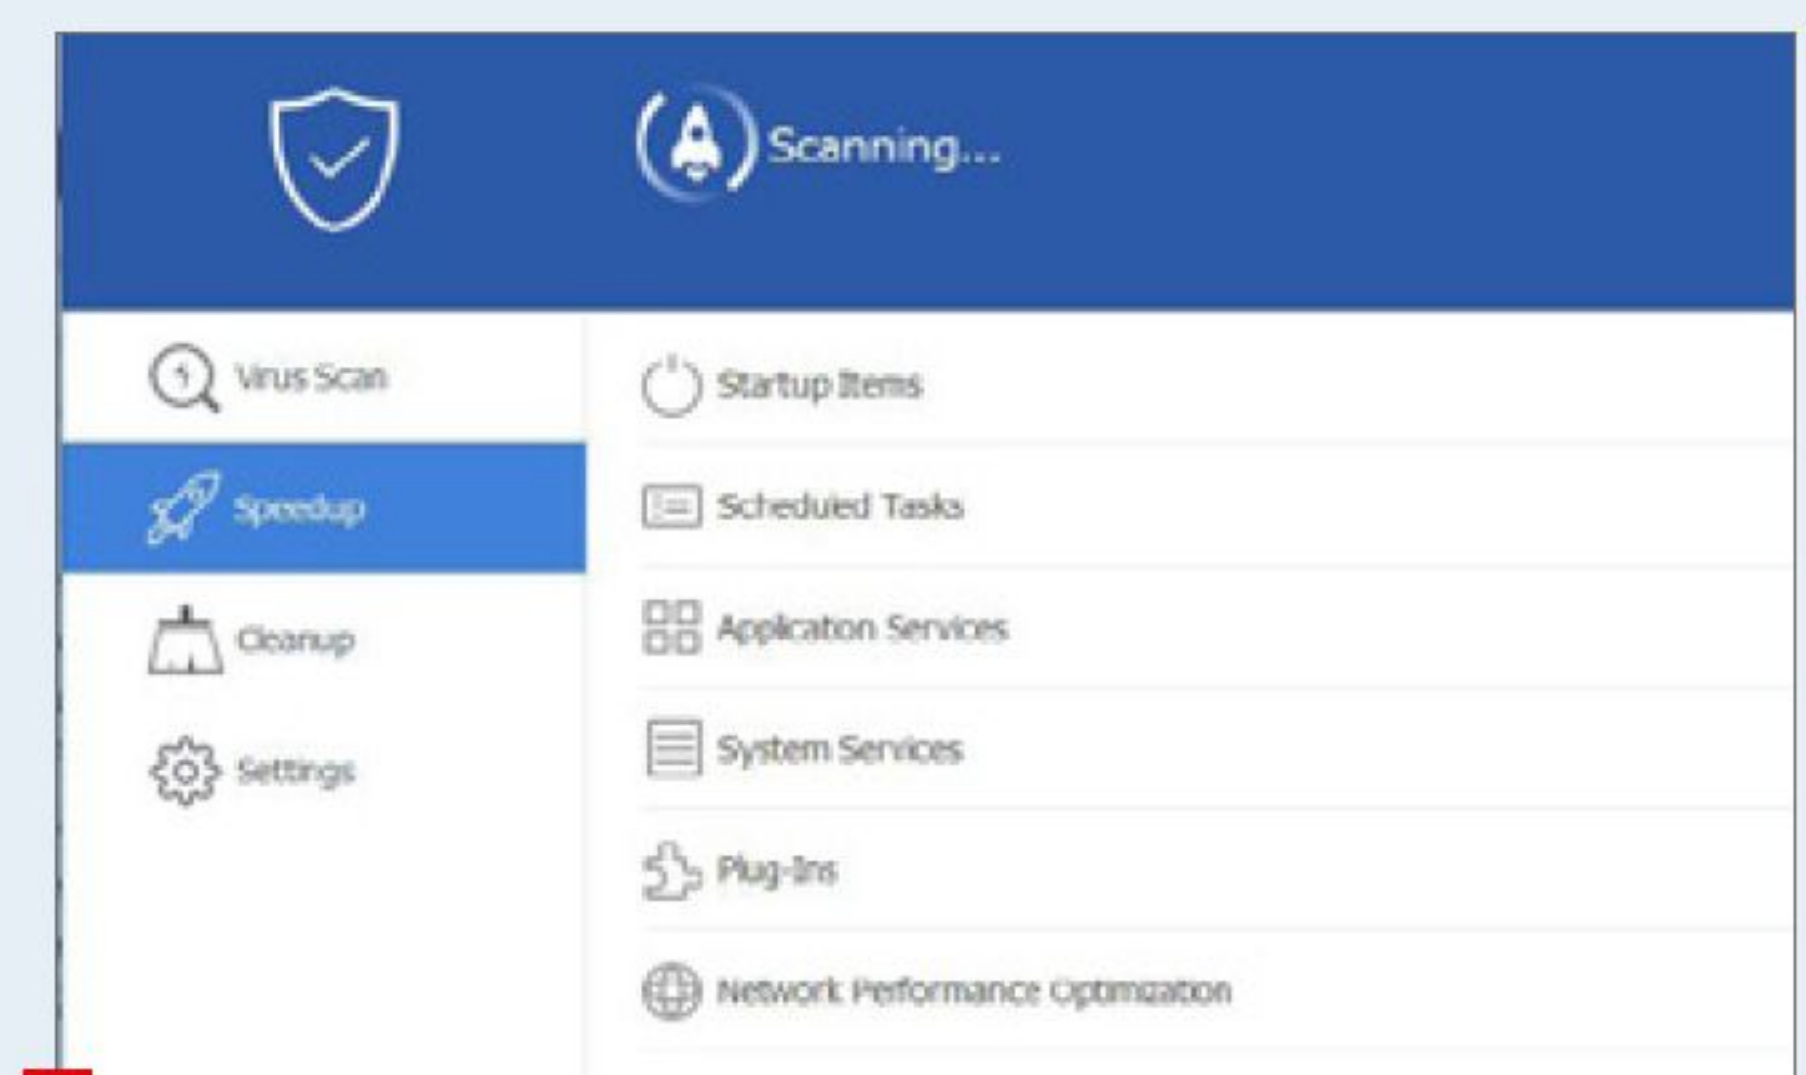 Scanning...
Virus Scan
Speedup
Cleanup
Settings
Startup Items
Scheduled Tasks
Application Services
System Services
Plug-Ins
Network Performance Optimization